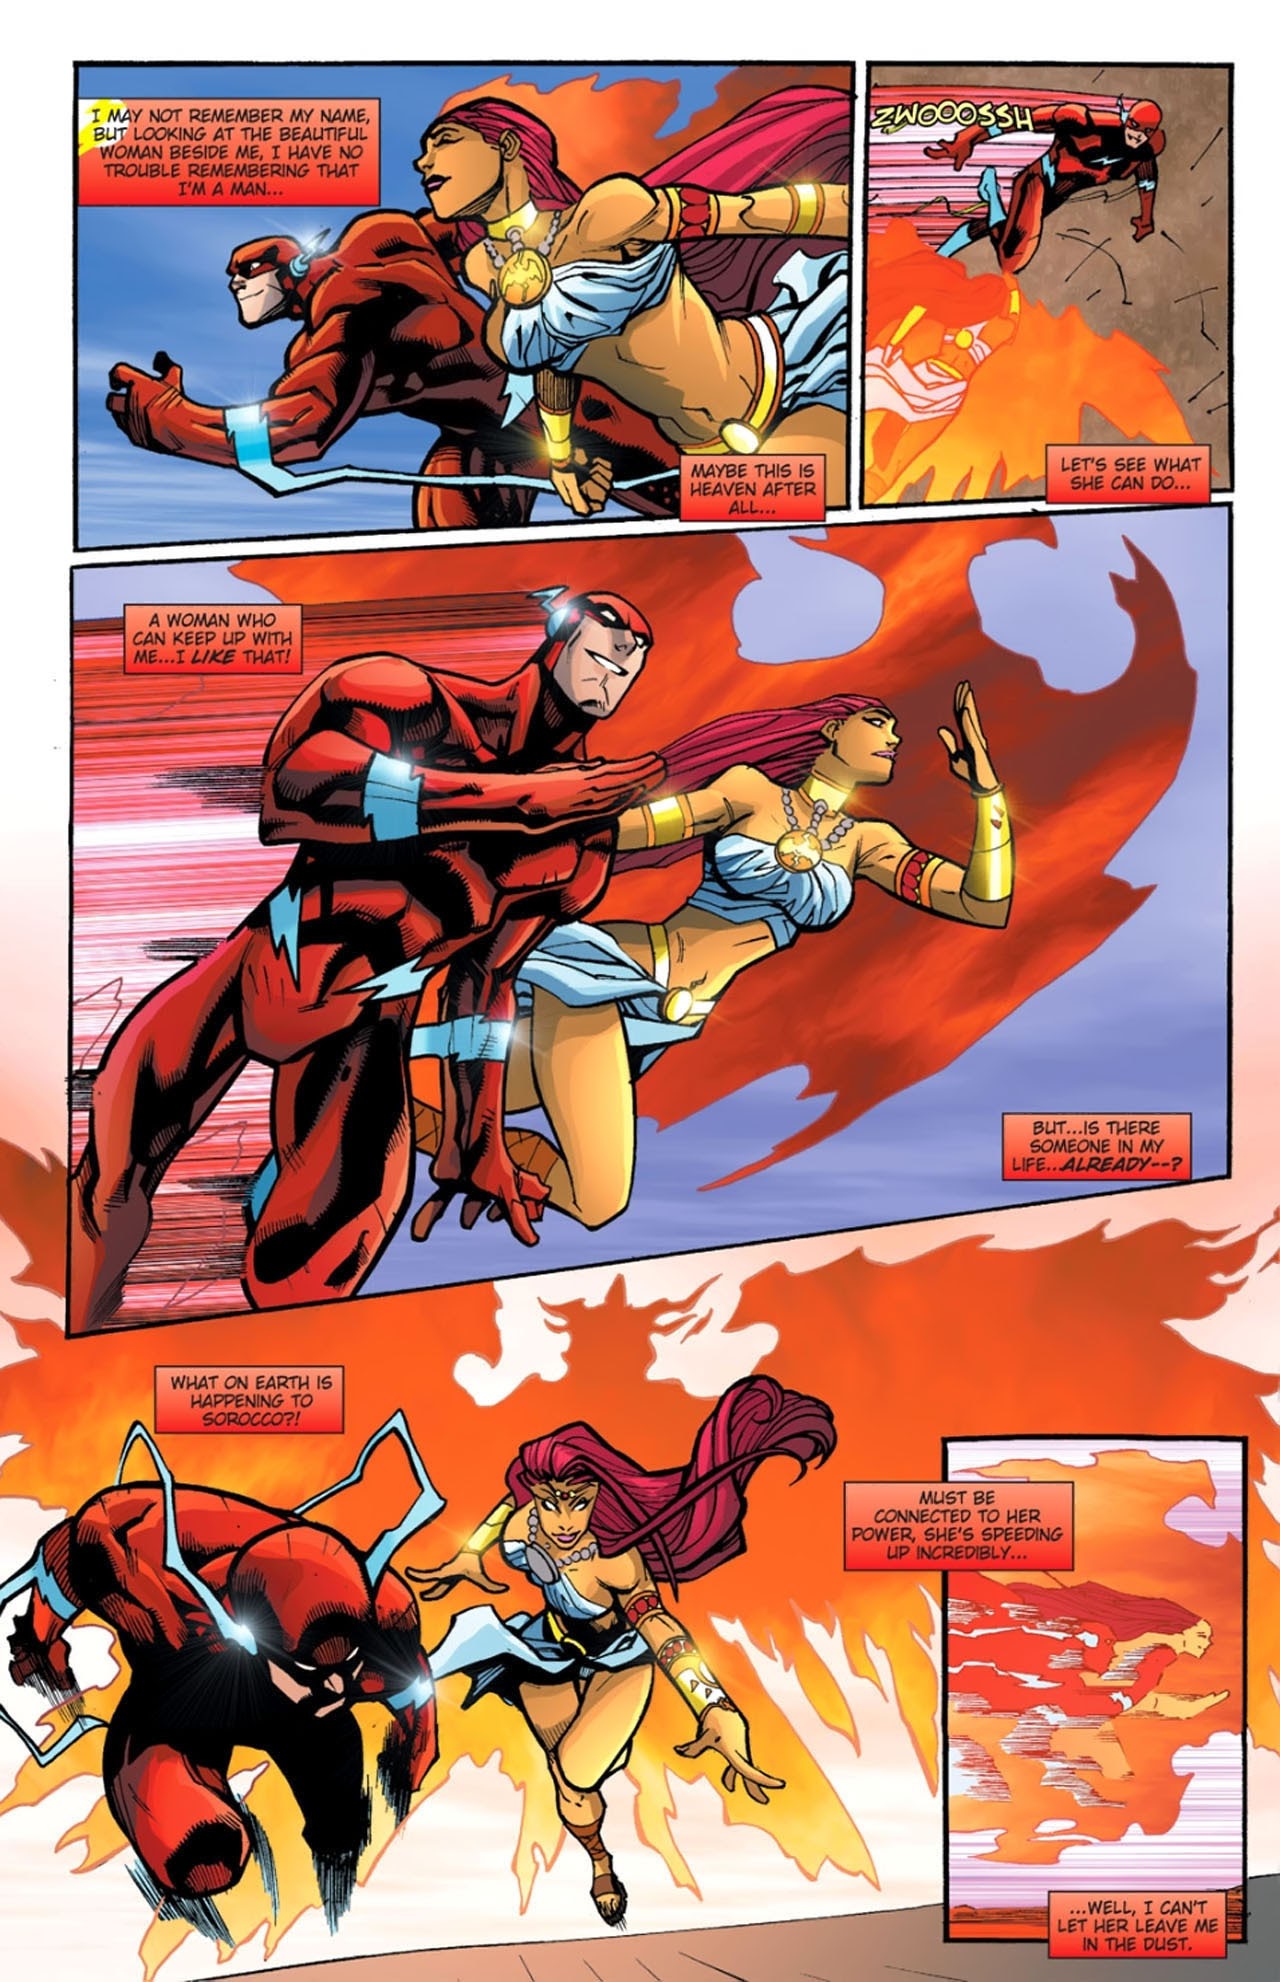 I MAY NOT REMEMBER MY NAME,
BUT LOOKING AT THE BEAUTIFUL
WOMAN BESIDE ME, I HAVE NO
TROUBLE REMEMBERING THAT
I'M A MAN...
MAYBE THIS IS
HEAVEN AFTER
ALL...
ZWOOOSSH
LET'S SEE WHAT
SHE CAN DO...
A WOMAN WHO
CAN KEEP UP WITH
ME...I LIKE THAT!
BUT...IS THERE
SOMEONE IN MY
LIFE...ALREADY--?
WHAT ON EARTH IS
HAPPENING TO
SOROCCO?!
MUST BE
CONNECTED TO HER
POWER, SHE'S SPEEDING
UP INCREDIBLY...
...WELL, I CAN'T
LET HER LEAVE ME
IN THE DUST.